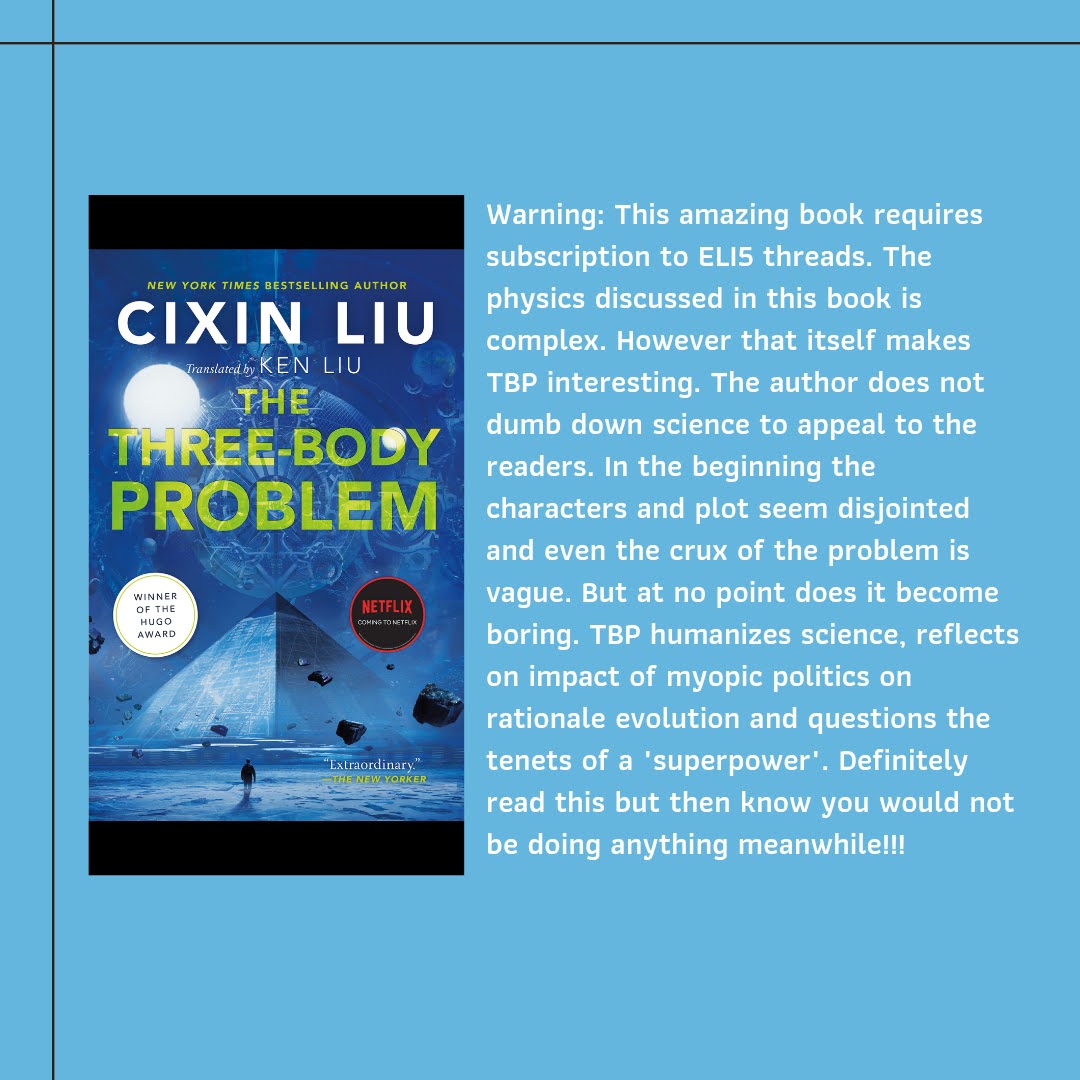 NEW YORK TIMES BESTSELLING AUTHOR
CIXIN LIU
Translated by KEN LIU
THE
THREE-BODY
PROBLEM
WINNER
OF THE
HUGO
AWARD
NETFLIX
COMING TO NETFLIX
“Extraordinary.”
—THE NEW YORKER
Warning: This amazing book requires
subscription to ELI5 threads. The
physics discussed in this book is
complex. However that itself makes
TBP interesting. The author does not
dumb down science to appeal to the
readers. In the beginning the
characters and plot seem disjointed
and even the crux of the problem is
vague. But at no point does it become
boring. TBP humanizes science, reflects
on impact of myopic politics on
rationale evolution and questions the
tenets of a 'superpower'. Definitely
read this but then know you would not
be doing anything meanwhile!!!